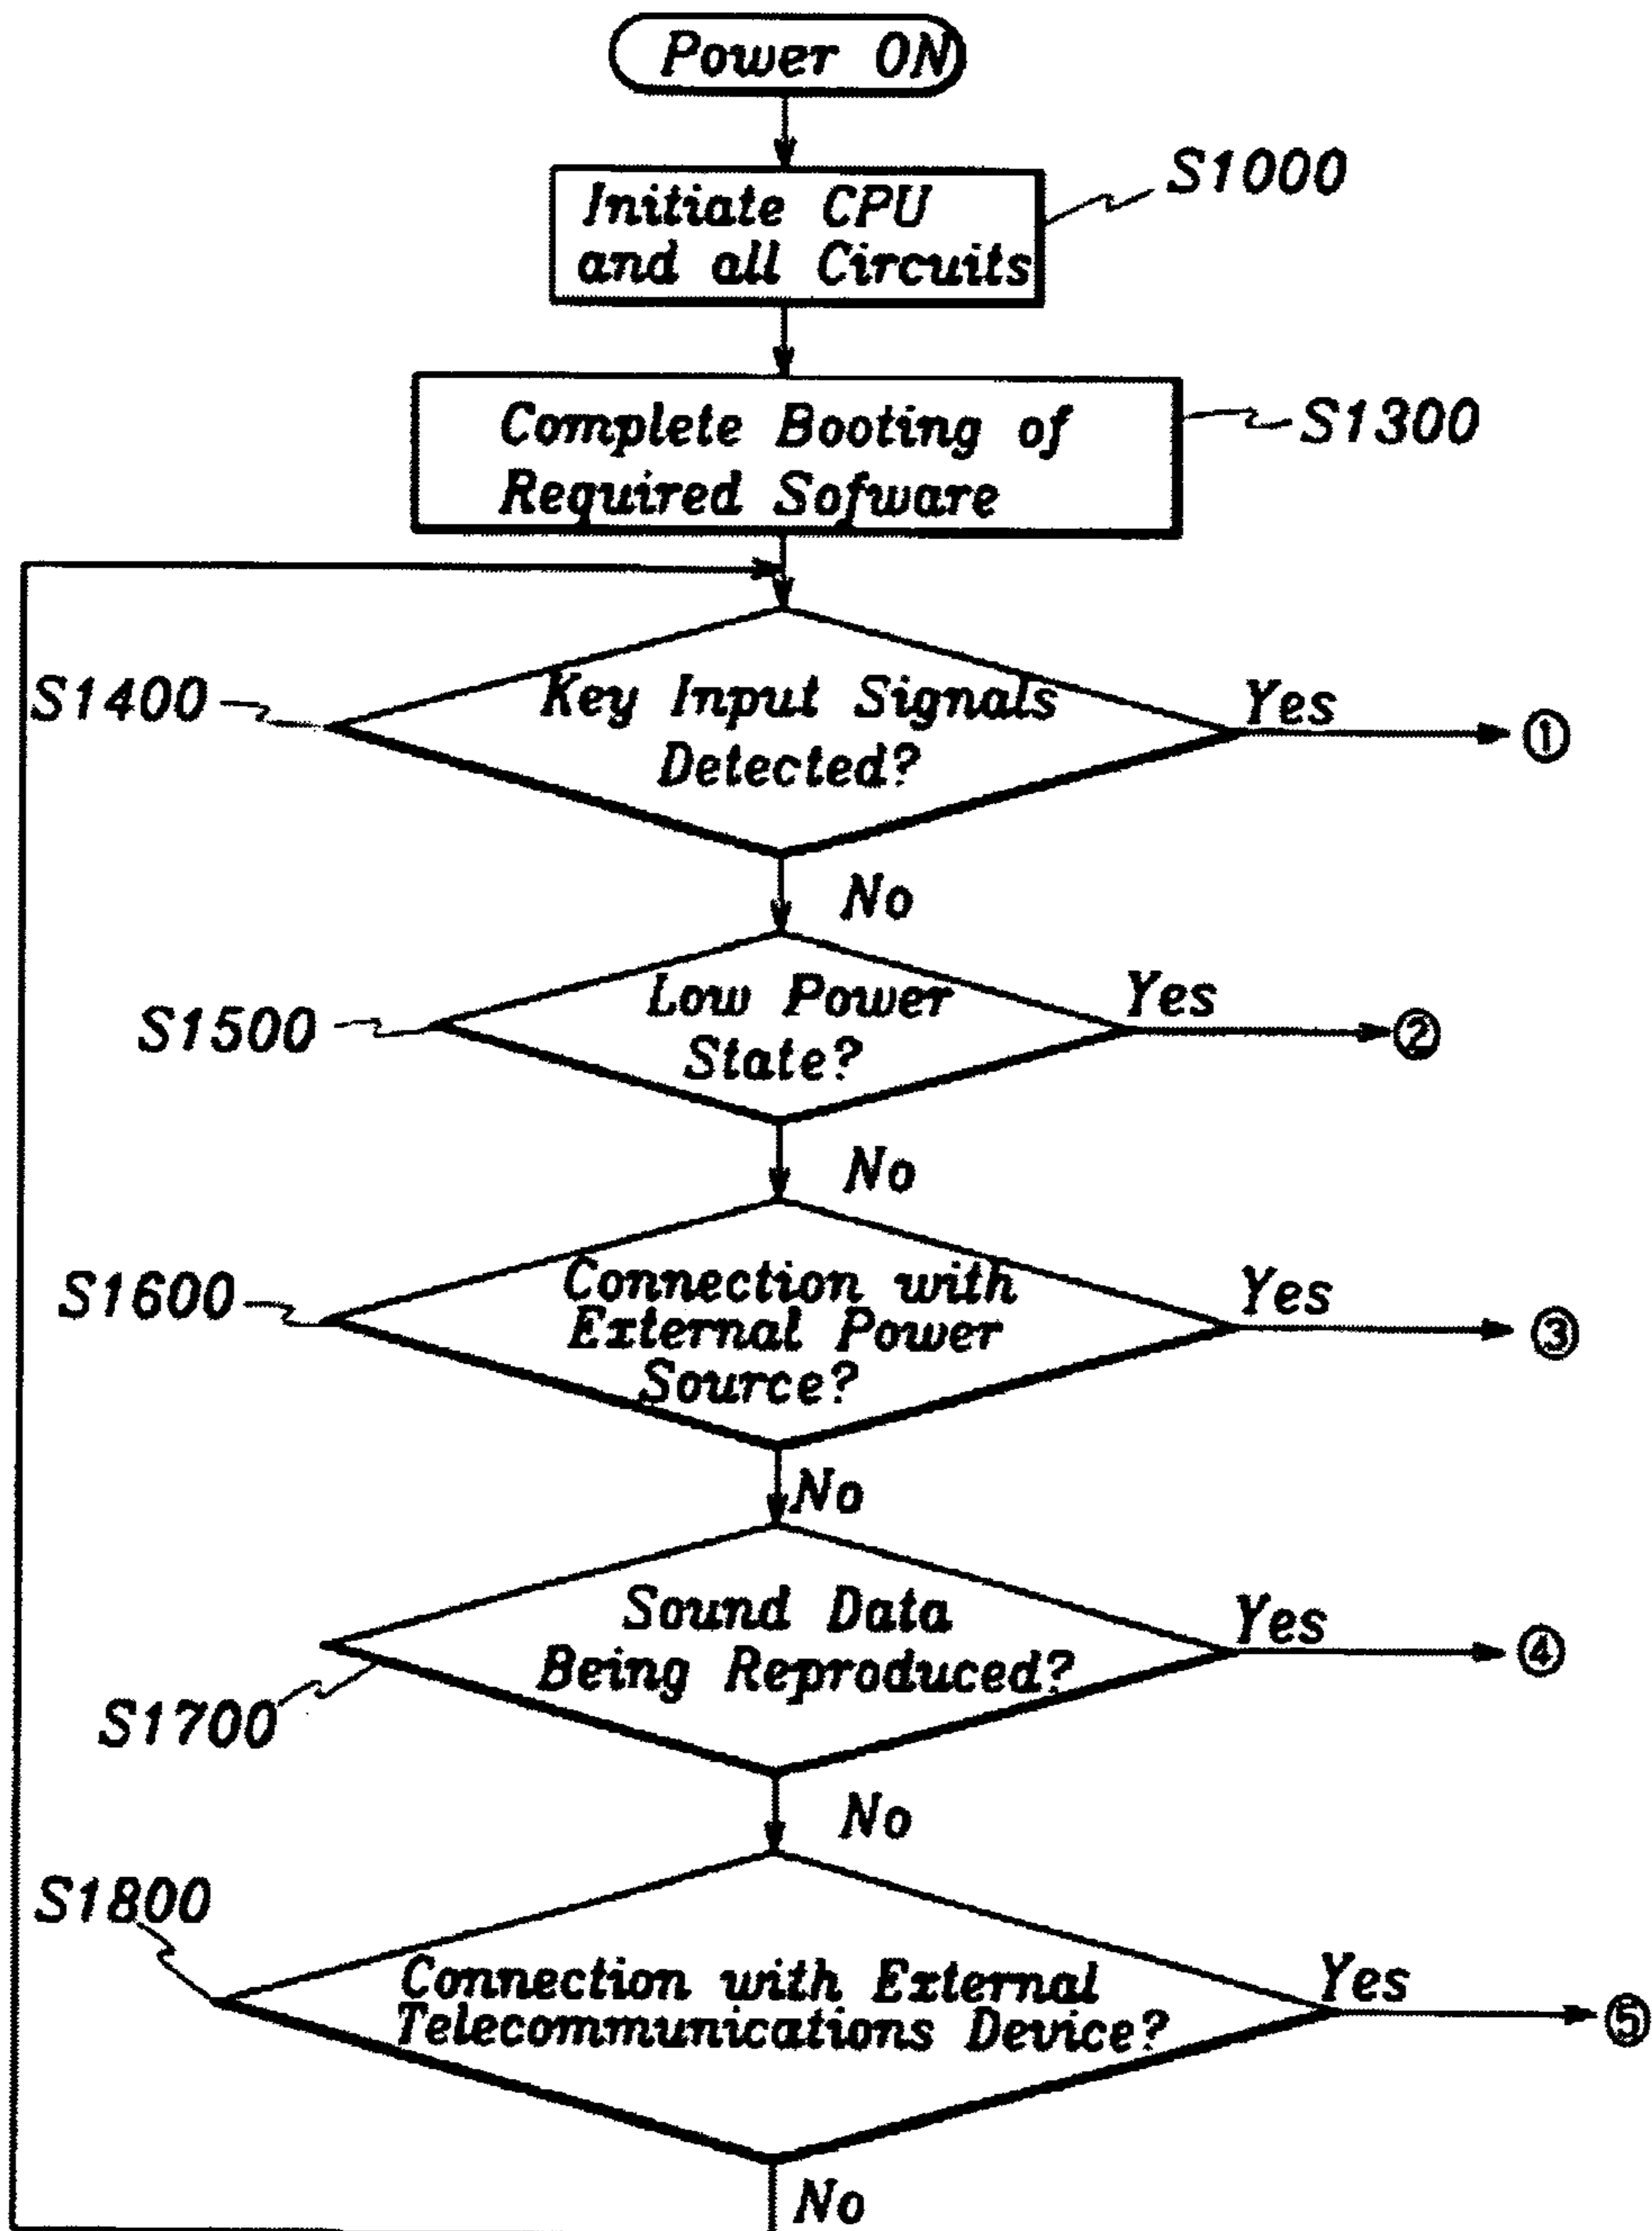 Power ON
S1000
Initiate CPU
and all Circuits
S1300
Complete Booting of
Required Sofware
S1400
Key Input Signals
Detected?
Yes
①
No
S1500
Low Power
State?
Yes
②
No
S1600
Connection with
External Power
Source?
Yes
③
No
Sound Data
Being Reproduced?
Yes
④
S1700
No
S1800
Connection with External
Telecommunications Device?
Yes
⑤
No